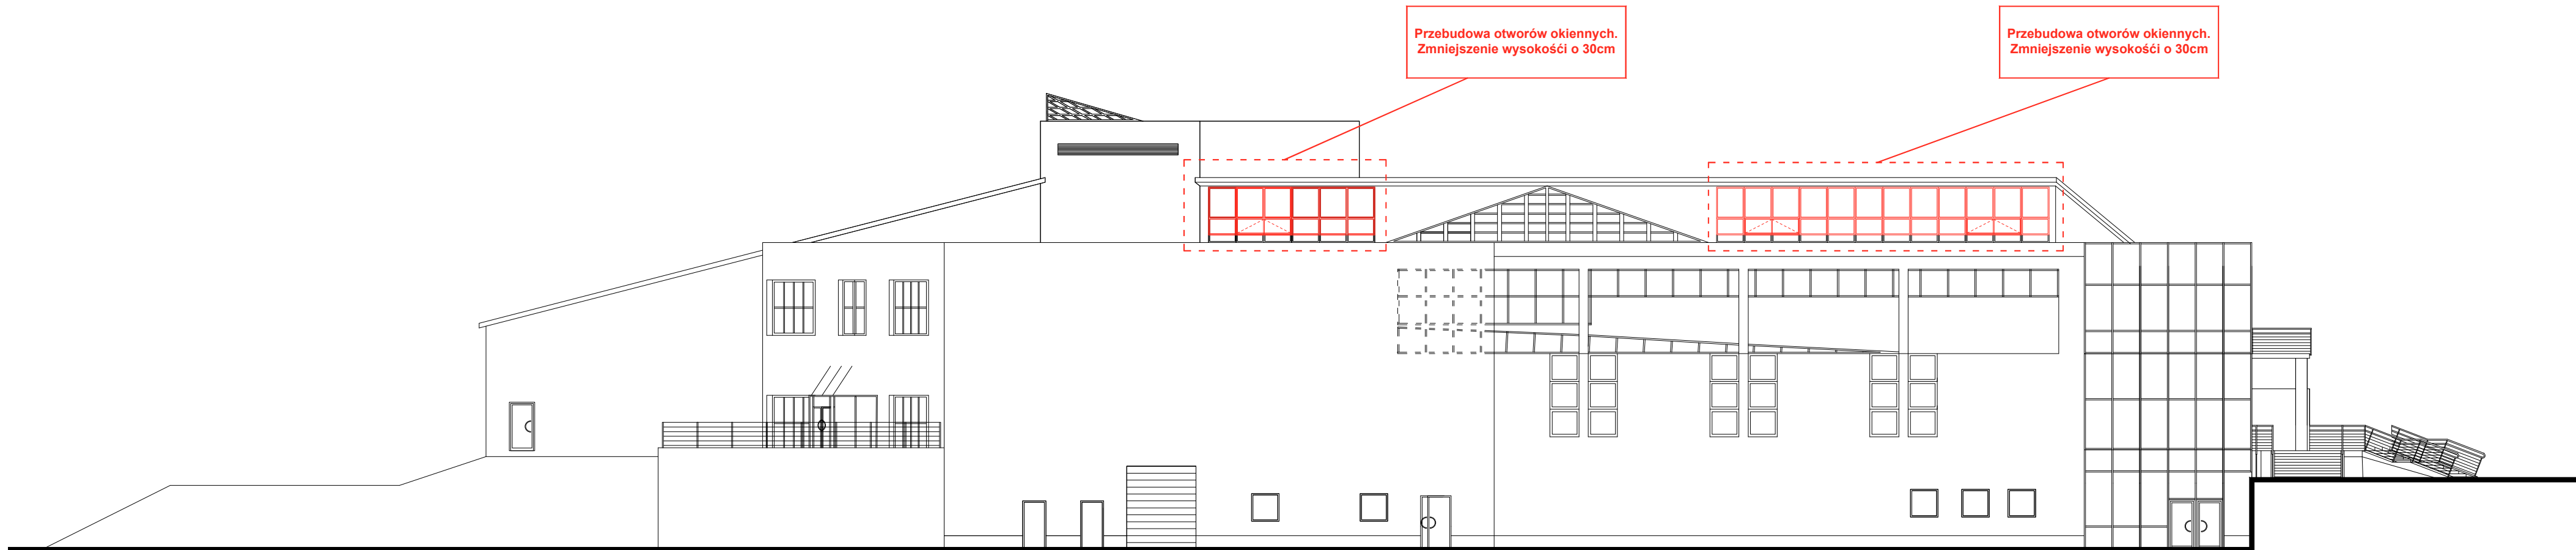 Przebudowa otworów okiennych.
Zmniejszenie wysokośći o 30cm
Przebudowa otworów okiennych.
Zmniejszenie wysokośći o 30cm